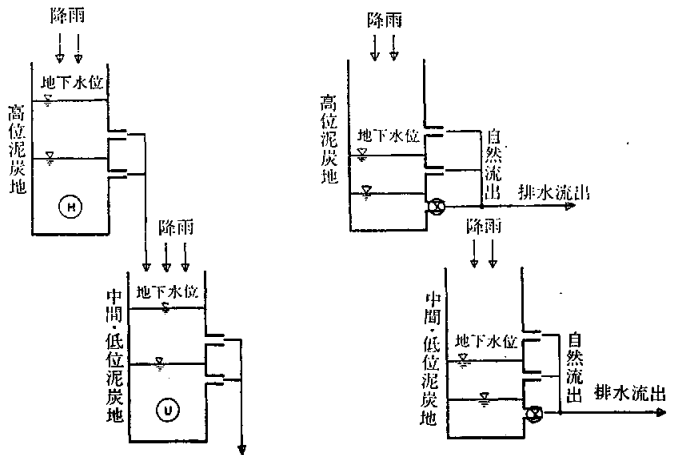 降雨
地下水位
高位泥炭地
H
降雨
地下水位
中間・低位泥炭地
U
降雨
高位泥炭地
地下水位
自然流出
排水流出
降雨
中間・低位泥炭地
地下水位
自然流出
排水流出